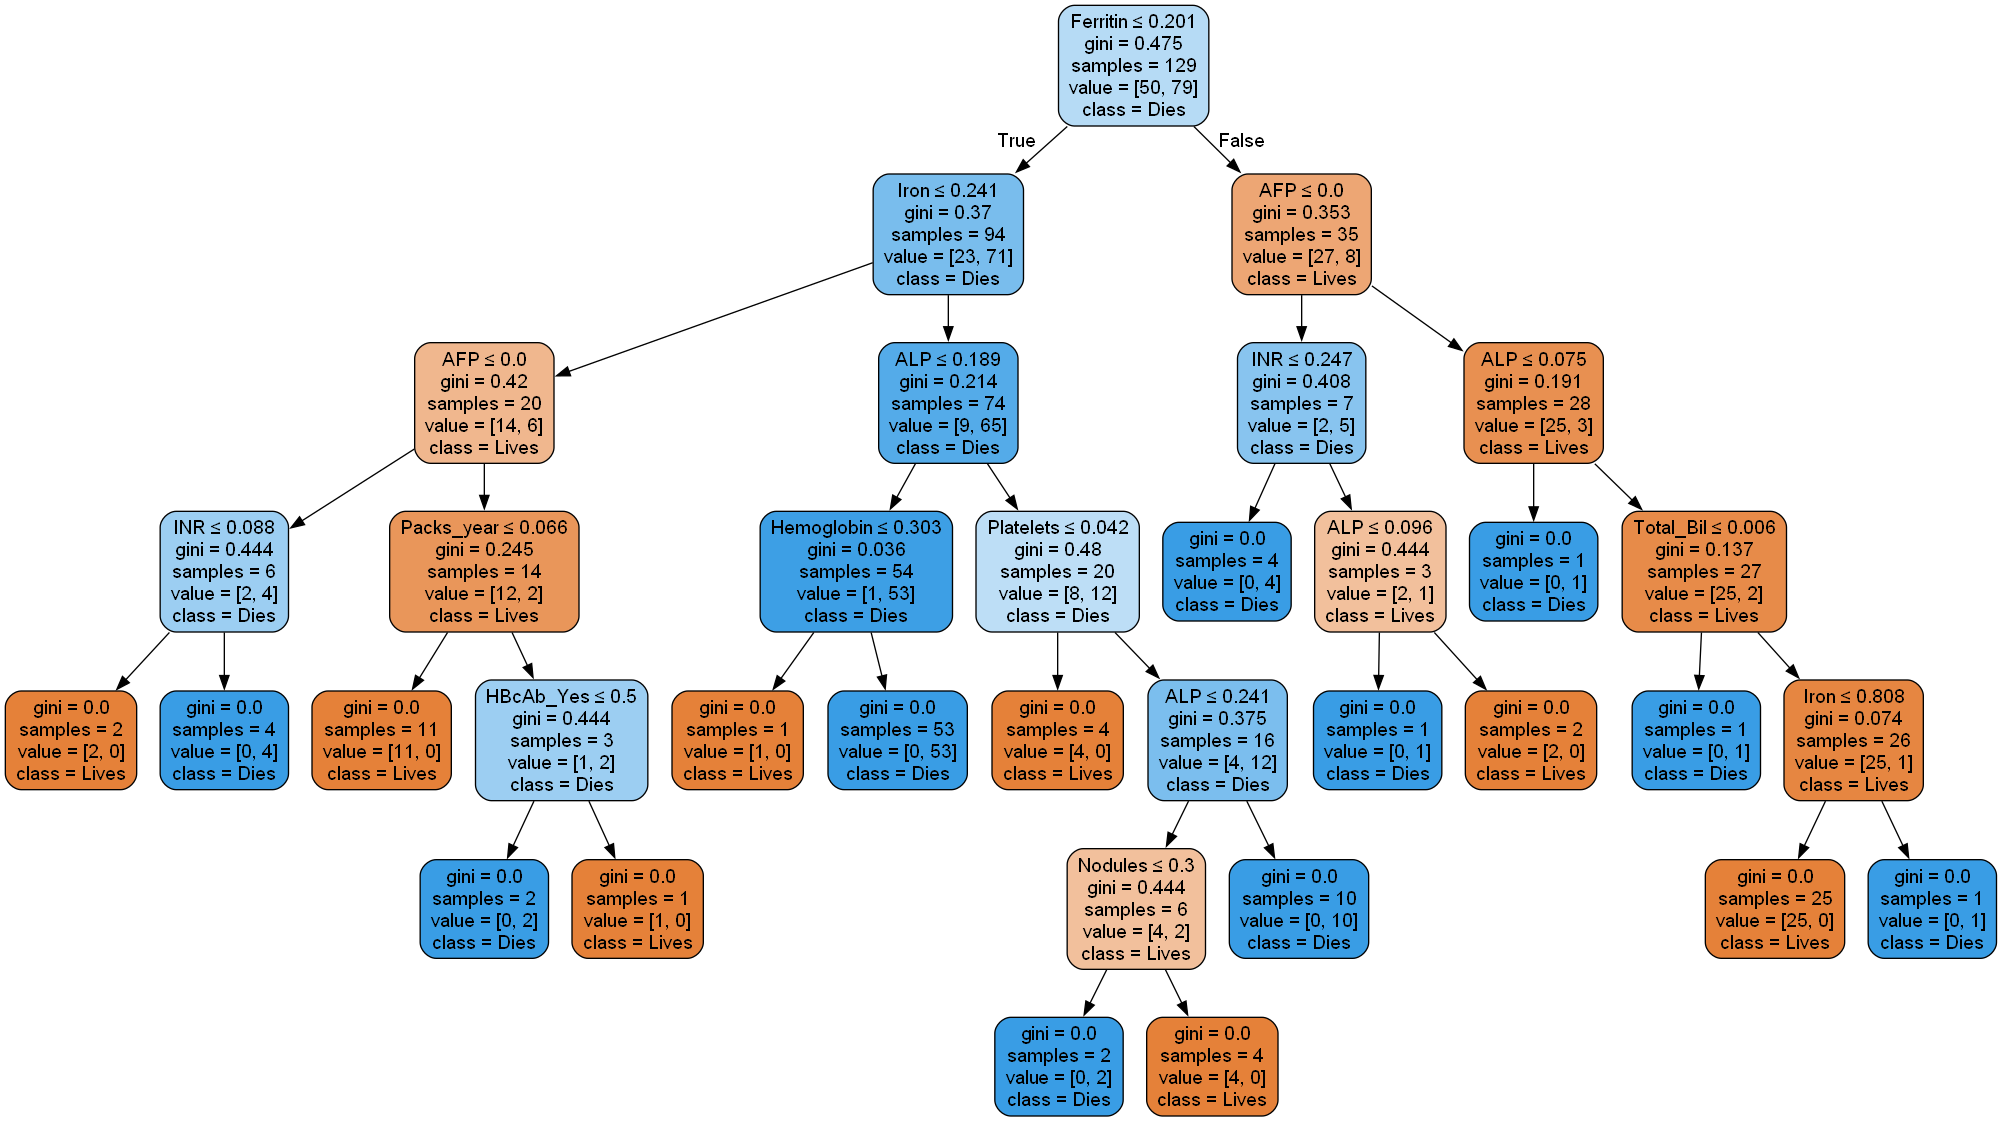 Ferritin ≤ 0.201
gini = 0.475
samples = 129
value = [50, 79]
class = Dies
True
False
Iron ≤ 0.241
gini = 0.37
samples = 94
value = [23, 71]
class = Dies
AFP ≤ 0.0
gini = 0.353
samples = 35
value = [27, 8]
class = Lives
AFP ≤ 0.0
gini = 0.42
samples = 20
value = [14, 6]
class = Lives
ALP ≤ 0.189
gini = 0.214
samples = 74
value = [9, 65]
class = Dies
INR ≤ 0.247
gini = 0.408
samples = 7
value = [2, 5]
class = Dies
ALP ≤ 0.075
gini = 0.191
samples = 28
value = [25, 3]
class = Lives
INR ≤ 0.088
gini = 0.444
samples = 6
value = [2, 4]
class = Dies
Packs_year ≤ 0.066
gini = 0.245
samples = 14
value = [12, 2]
class = Lives
Hemoglobin ≤ 0.303
gini = 0.036
samples = 54
value = [1, 53]
class = Dies
Platelets ≤ 0.042
gini = 0.48
samples = 20
value = [8, 12]
class = Dies
gini = 0.0
samples = 4
value = [0, 4]
class = Dies
ALP ≤ 0.096
gini = 0.444
samples = 3
value = [2, 1]
class = Lives
gini = 0.0
samples = 1
value = [0, 1]
class = Dies
Total_Bil ≤ 0.006
gini = 0.137
samples = 27
value = [25, 2]
class = Lives
gini = 0.0
samples = 2
value = [2, 0]
class = Lives
gini = 0.0
samples = 4
value = [0, 4]
class = Dies
gini = 0.0
samples = 11
value = [11, 0]
class = Lives
HBcAb_Yes ≤ 0.5
gini = 0.444
samples = 3
value = [1, 2]
class = Dies
gini = 0.0
samples = 1
value = [1, 0]
class = Lives
gini = 0.0
samples = 53
value = [0, 53]
class = Dies
gini = 0.0
samples = 4
value = [4, 0]
class = Lives
ALP ≤ 0.241
gini = 0.375
samples = 16
value = [4, 12]
class = Dies
gini = 0.0
samples = 1
value = [0, 1]
class = Dies
gini = 0.0
samples = 2
value = [2, 0]
class = Lives
gini = 0.0
samples = 1
value = [0, 1]
class = Dies
Iron ≤ 0.808
gini = 0.074
samples = 26
value = [25, 1]
class = Lives
gini = 0.0
samples = 2
value = [0, 2]
class = Dies
gini = 0.0
samples = 1
value = [1, 0]
class = Lives
Nodules ≤ 0.3
gini = 0.444
samples = 6
value = [4, 2]
class = Lives
gini = 0.0
samples = 10
value = [0, 10]
class = Dies
gini = 0.0
samples = 25
value = [25, 0]
class = Lives
gini = 0.0
samples = 1
value = [0, 1]
class = Dies
gini = 0.0
samples = 2
value = [0, 2]
class = Dies
gini = 0.0
samples = 4
value = [4, 0]
class = Lives